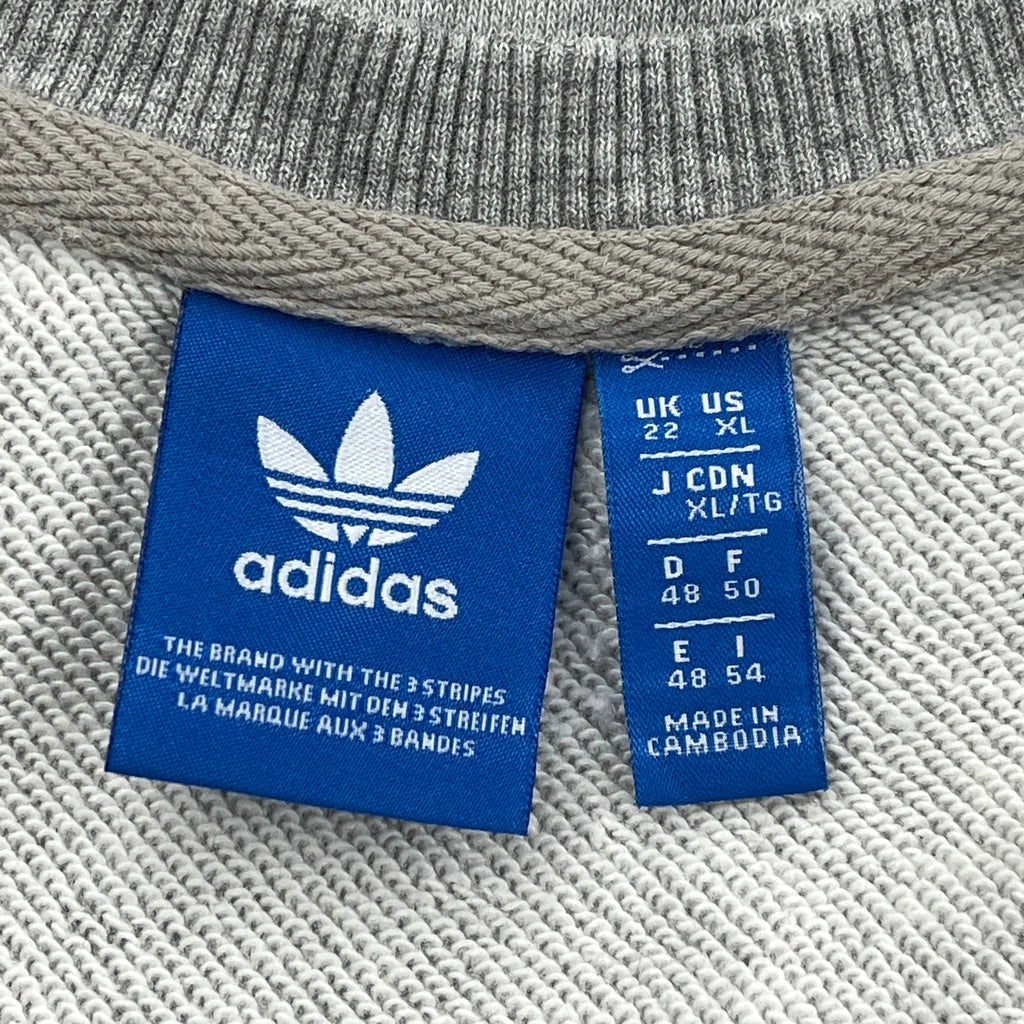 adidas
THE BRAND WITH THE 3 STRIPES
DIE WELTMARKE MIT DEN 3 STREIFEN
LA MARQUE AUX 3 BANDES
UK US
22 XL
J CDN
XL/TG
D F
48 50
E I
48 54
MADE IN
CAMBODIA